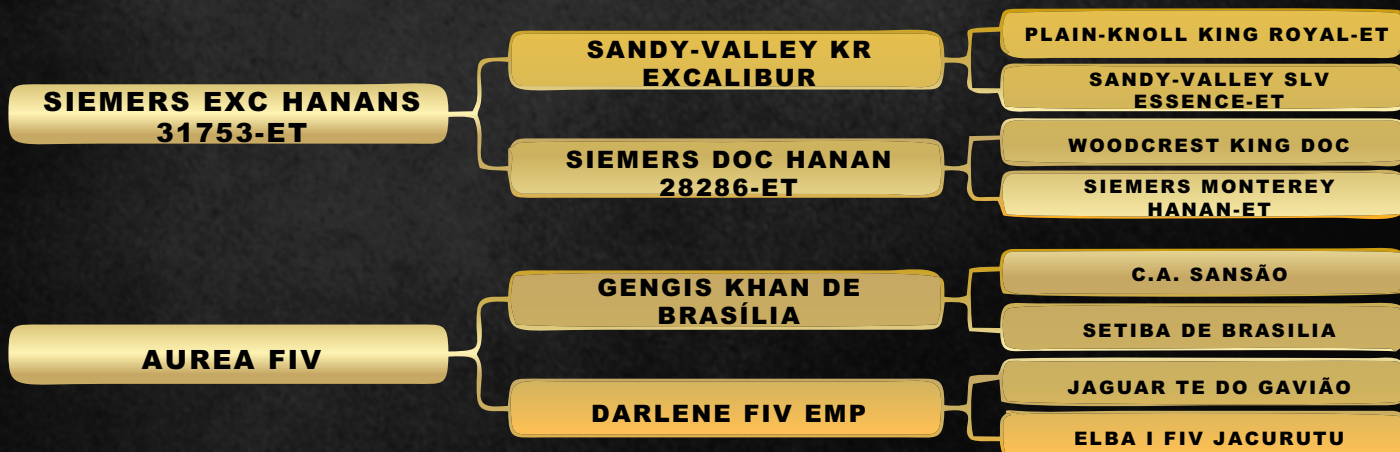 SIEMERS EXC HANANS
31753-ET
SANDY-VALLEY KR
EXCALIBUR
PLAIN-KNOLL KING ROYAL-ET
SANDY-VALLEY SLV
ESSENCE-ET
SIEMERS DOC HANAN
28286-ET
WOODCREST KING DOC
SIEMERS MONTEREY
HANAN-ET
AUREA FIV
GENGIS KHAN DE
BRASÍLIA
C.A. SANSÃO
SETIBA DE BRASILIA
DARLENE FIV EMP
JAGUAR TE DO GAVIÃO
ELBA I FIV JACURUTU